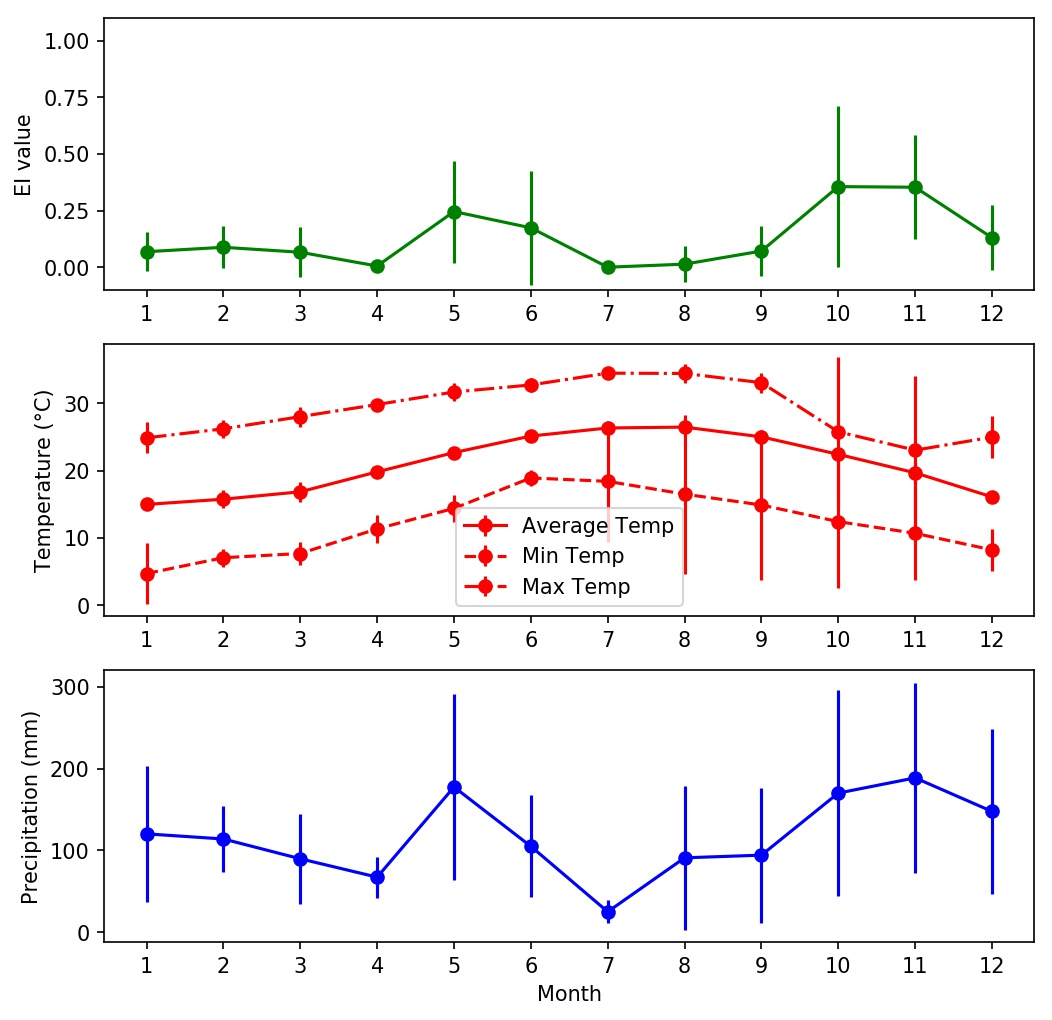 EI value
1.00
0.75
0.50
0.25
0.00
1 2 3 4 5 6 7 8 9 10 11 12
Temperature (°C)
30
20
10
0
Average Temp
Min Temp
Max Temp
1 2 3 4 5 6 7 8 9 10 11 12
Precipitation (mm)
300
200
100
0
1 2 3 4 5 6 7 8 9 10 11 12
Month